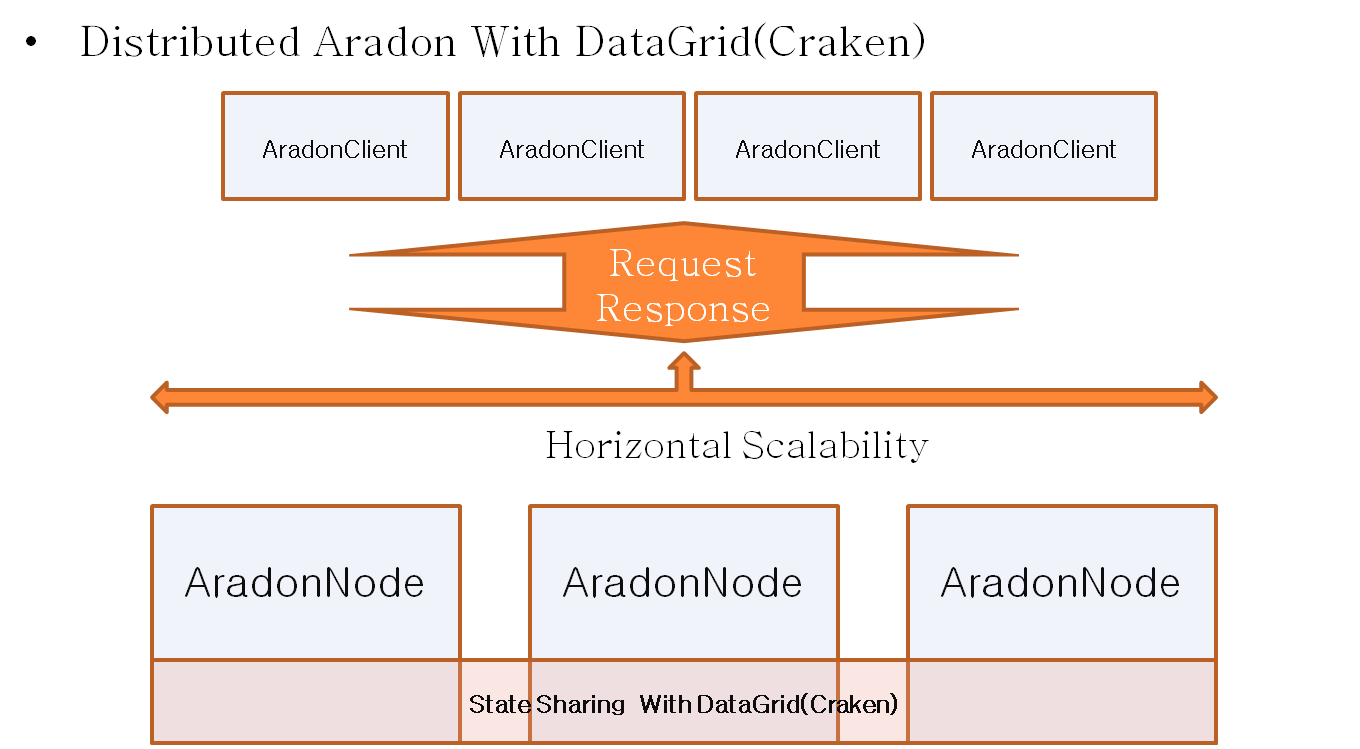 • Distributed Aradon With DataGrid(Craken)
AradonClient AradonClient AradonClient AradonClient
Request
Response
Horizontal Scalability
AradonNode AradonNode AradonNode
State Sharing With DataGrid(Craken)